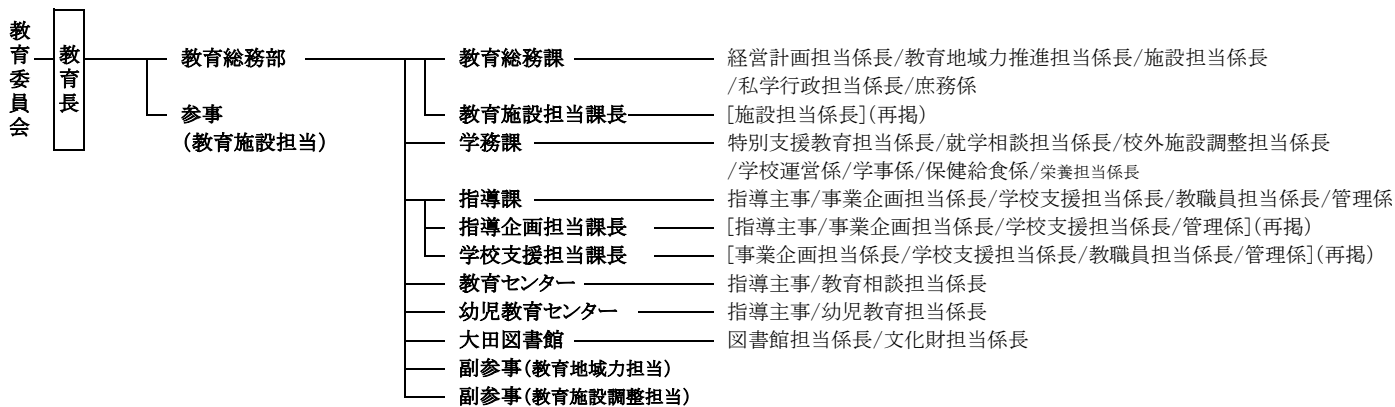 教育委員会
教育長
教育総務部
教育総務課
経営計画担当係長/教育地域力推進担当係長/施設担当係長
/私学行政担当係長/庶務係
参事
(教育施設担当)
教育施設担当課長
[施設担当係長](再掲)
学務課
特別支援教育担当係長/就学相談担当係長/校外施設調整担当係長
/学校運営係/学事係/保健給食係/栄養担当係長
指導課
指導主事/事業企画担当係長/学校支援担当係長/教職員担当係長/管理係
指導企画担当課長
[指導主事/事業企画担当係長/学校支援担当係長/管理係](再掲)
学校支援担当課長
[事業企画担当係長/学校支援担当係長/教職員担当係長/管理係](再掲)
教育センター
指導主事/教育相談担当係長
幼児教育センター
指導主事/幼児教育担当係長
大田図書館
図書館担当係長/文化財担当係長
副参事(教育地域力担当)
副参事(教育施設調整担当)